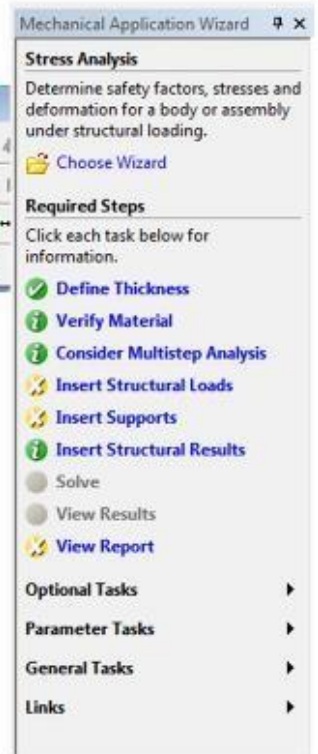 Mechanical Application Wizard
Stress Analysis
Determine safety factors, stresses and
deformation for a body or assembly
under structural loading.
Choose Wizard
Required Steps
Click each task below for
information.
Define Thickness
Verify Material
Consider Multistep Analysis
Insert Structural Loads
Insert Supports
Insert Structural Results
Solve
View Results
View Report
Optional Tasks
Parameter Tasks
General Tasks
Links